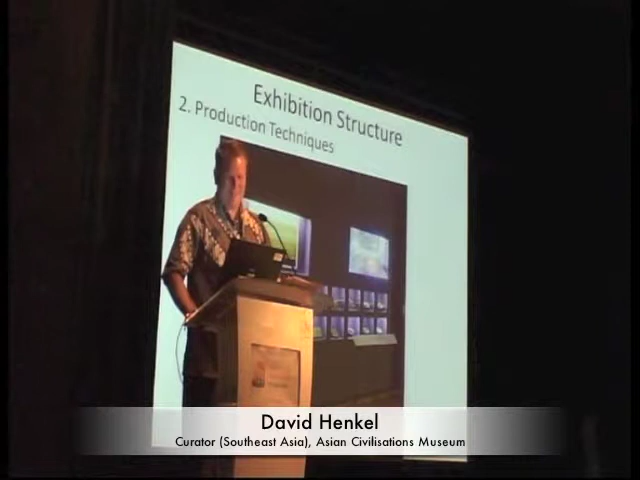 Exhibition Structure
2. Production Techniques
David Henkel
Curator (Southeast Asia), Asian Civilisations Museum